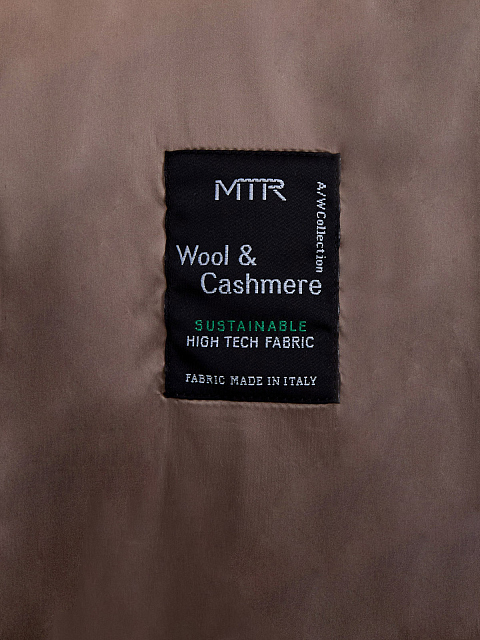 MTR
A/W Collection
Wool &
Cashmere
SUSTAINABLE
HIGH TECH FABRIC
FABRIC MADE IN ITALY